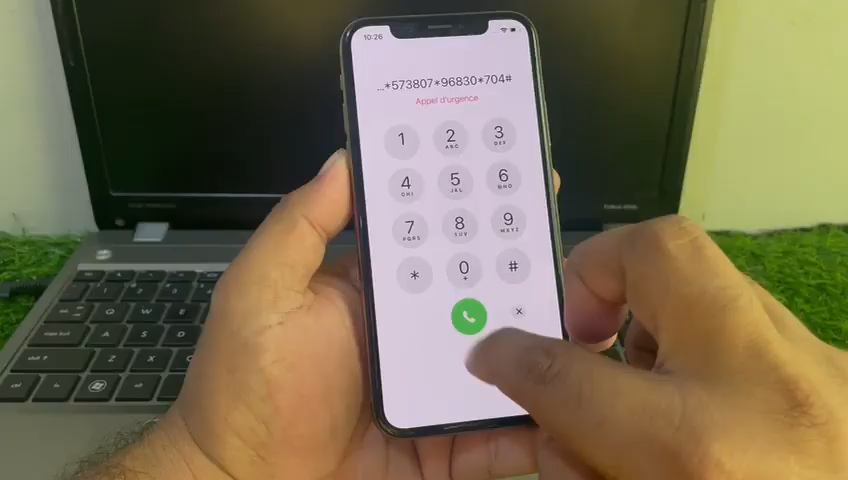 10:26
...*573807*96830*704#
Appel d'urgence
1
2
ABC
3
DEF
4
GHI
5
JKL
6
MNO
7
PQRS
8
TUV
9
WXYZ
*
0
+
#